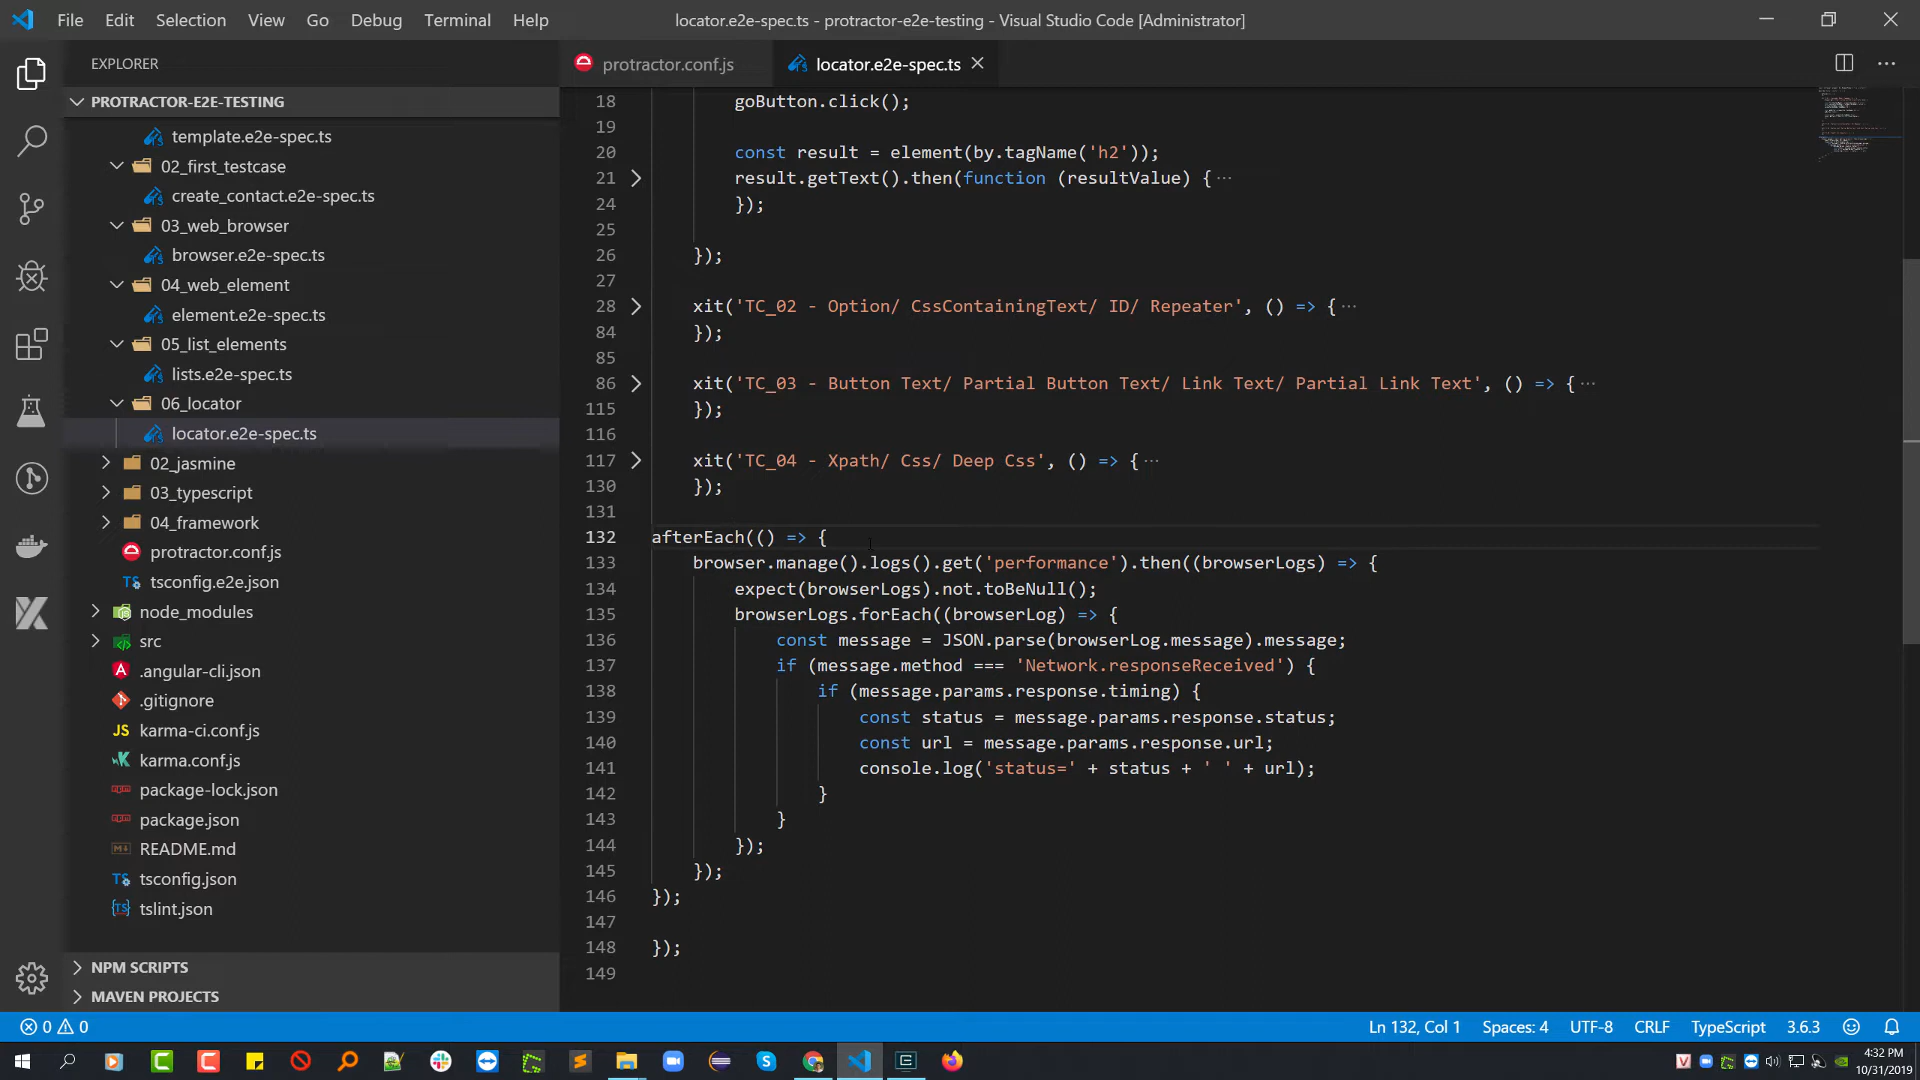 File Edit Selection View Go Debug Terminal Help
locator.e2e-spec.ts - protractor-e2e-testing - Visual Studio Code [Administrator]
EXPLORER
protractor.conf.js
locator.e2e-spec.ts
PROTRACTOR-E2E-TESTING
template.e2e-spec.ts
02_first_testcase
create_contact.e2e-spec.ts
03_web_browser
browser.e2e-spec.ts
04_web_element
element.e2e-spec.ts
05_list_elements
lists.e2e-spec.ts
06_locator
locator.e2e-spec.ts
02_jasmine
03_typescript
04_framework
protractor.conf.js
tsconfig.e2e.json
node_modules
src
.angular-cli.json
.gitignore
karma-ci.conf.js
karma.conf.js
package-lock.json
package.json
README.md
tsconfig.json
tslint.json
NPM SCRIPTS
MAVEN PROJECTS
18 goButton.click();
19
20 const result = element(by.tagName('h2'));
21 result.getText().then(function (resultValue) {···
24 });
25
26 });
27
28 xit('TC_02 - Option/ CssContainingText/ ID/ Repeater', () => {···
84 });
85
86 xit('TC_03 - Button Text/ Partial Button Text/ Link Text/ Partial Link Text', () => {···
115 });
116
117 xit('TC_04 - Xpath/ Css/ Deep Css', () => {···
130 });
131
132 afterEach(() => {
133 browser.manage().logs().get('performance').then((browserLogs) => {
134 expect(browserLogs).not.toBeNull();
135 browserLogs.forEach((browserLog) => {
136 const message = JSON.parse(browserLog.message).message;
137 if (message.method === 'Network.responseReceived') {
138 if (message.params.response.timing) {
139 const status = message.params.response.status;
140 const url = message.params.response.url;
141 console.log('status=' + status + ' ' + url);
142 }
143 }
144 });
145 });
146 });
147
148 });
149
0 0
Ln 132, Col 1 Spaces: 4 UTF-8 CRLF TypeScript 3.6.3
4:32 PM
10/31/2019